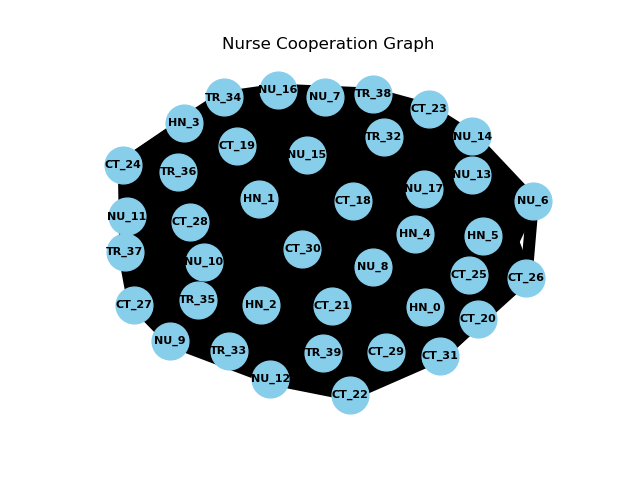 Nurse Cooperation Graph
NU_16
TR_38
TR_34
NU_7
CT_23
HN_3
TR_32
NU_14
CT_19
NU_15
CT_24
TR_36
NU_13
NU_17
HN_1
CT_18
NU_6
NU_11
CT_28
HN_4
HN_5
TR_37
CT_30
NU_10
NU_8
CT_25
CT_26
CT_27
TR_35
HN_2
CT_21
HN_0
CT_20
NU_9
TR_33
TR_39
CT_29
CT_31
NU_12
CT_22